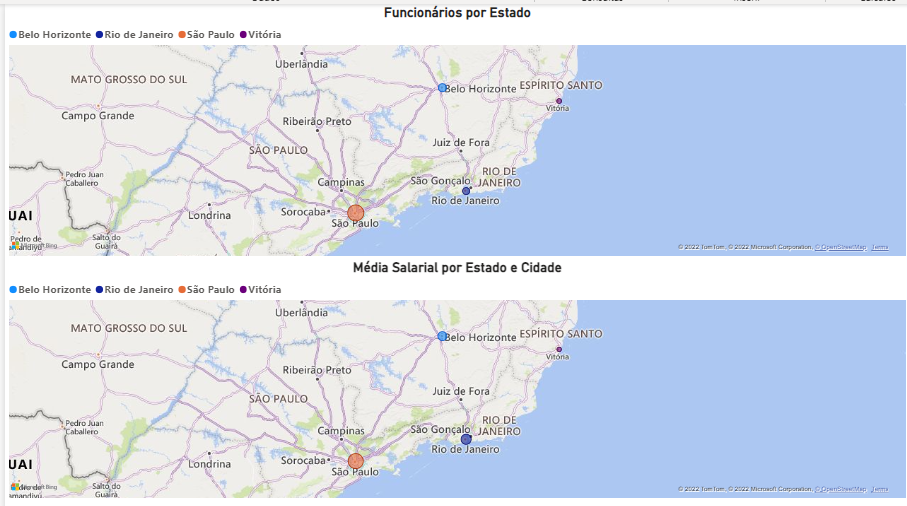 Funcionários por Estado
Belo Horizonte Rio de Janeiro São Paulo Vitória
Uberlândia
MATO GROSSO DO SUL
Belo Horizonte
ESPÍRITO SANTO
Vitória
Campo Grande
Ribeirão Preto
Juiz de Fora
SÃO PAULO
RIO DE
JANEIRO
Pedro Juan
Caballero
Campinas
São Gonçalo
Rio de Janeiro
UAI
Londrina
Sorocaba
São Paulo
Pedro de
Salto do
Guairá
Bing
© 2022 TomTom, © 2022 Microsoft Corporation, © OpenStreetMap Terms
Média Salarial por Estado e Cidade
Belo Horizonte Rio de Janeiro São Paulo Vitória
Uberlândia
MATO GROSSO DO SUL
Belo Horizonte
ESPÍRITO SANTO
Vitória
Campo Grande
Ribeirão Preto
Juiz de Fora
SÃO PAULO
RIO DE
JANEIRO
Pedro Juan
Caballero
Campinas
São Gonçalo
Rio de Janeiro
UAI
Londrina
Sorocaba
São Paulo
Salto do
Guairá
Bing
© 2022 TomTom, © 2022 Microsoft Corporation, © OpenStreetMap Terms